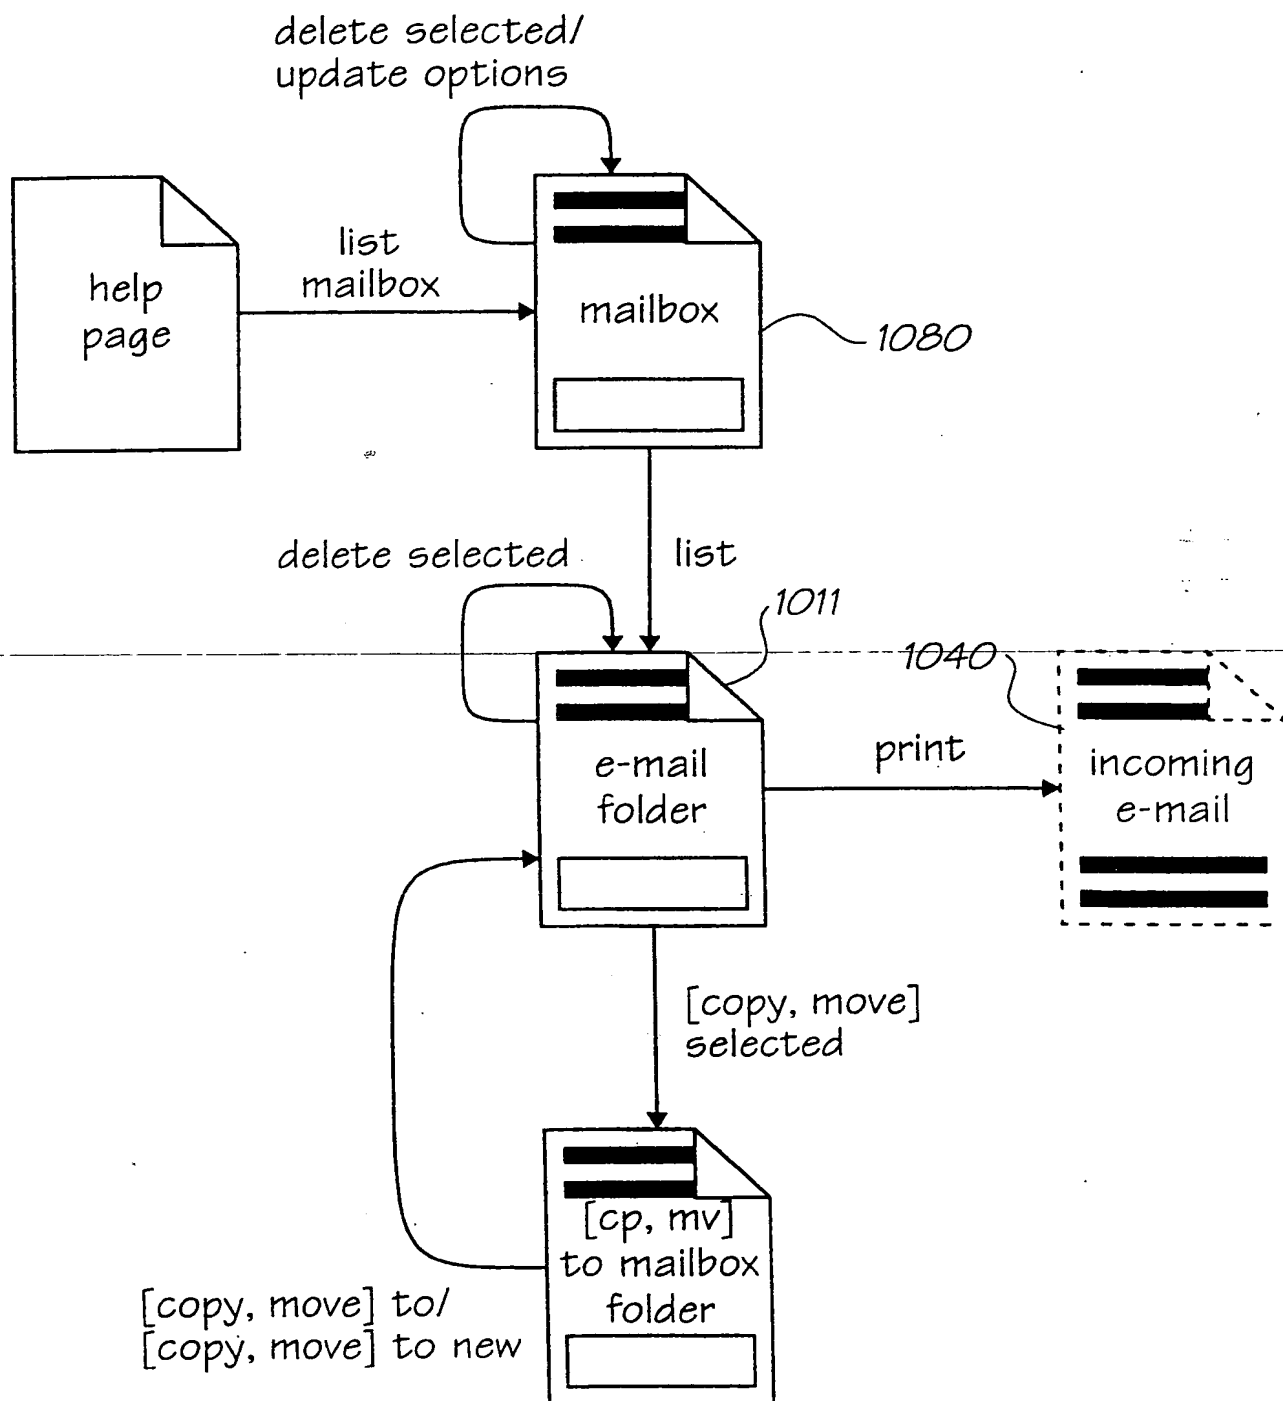 delete selected/
update options
list
mailbox
help
page
mailbox
1080
delete selected
list
1011
1040
e-mail
folder
print
incoming
e-mail
[copy, move]
selected
[cp, mv]
to mailbox
folder
[copy, move] to/
[copy, move] to new